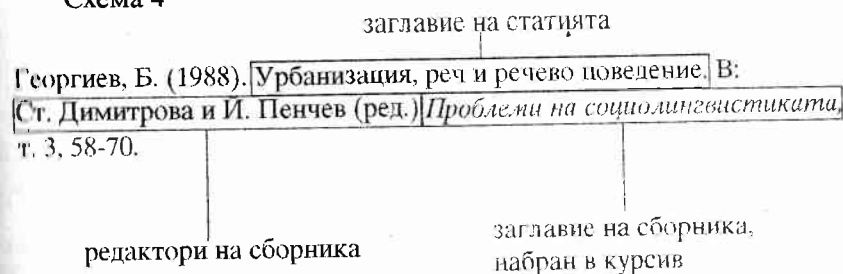 Схема 4
заглавие на статията
Георгиев, Б. (1988). Урбанизация, реч и речево поведение. В:
Ст. Димитрова и И. Пенчев (ред.) Проблеми на социолингвистиката,
т. 3, 58-70.
редактори на сборника
заглавие на сборника,
набран в курсив